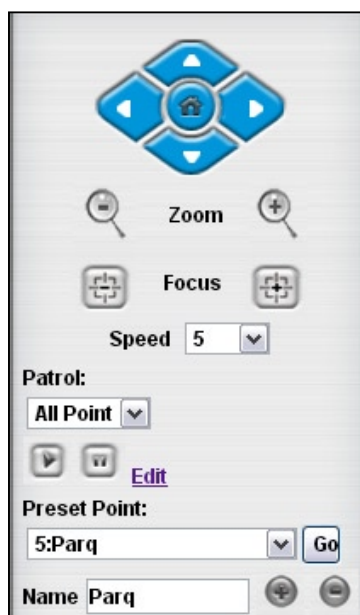 Zoom
Focus
Speed 5
Patrol:
All Point
Edit
Preset Point:
5:Parq Go
Name Parq